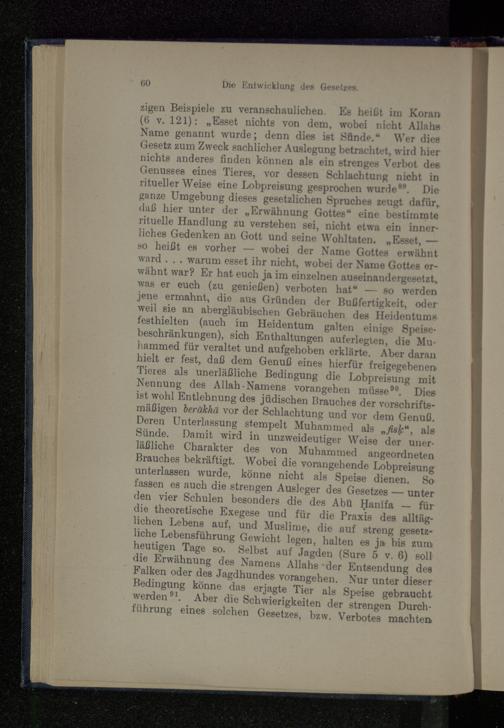 60 Die Entwicklung des Gesetzes.
zigen Beispiele zu veranschaulichen. Es heißt im Koran
(6 v. 121): „Esset nichts von dem, wobei nicht Allahs
Name genannt wurde; denn dies ist Sünde.“ Wer dies
Gesetz zum Zweck sachlicher Auslegung betrachtet, wird hier
nichts anderes finden können als ein strenges Verbot des
Genusses eines Tieres, vor dessen Schlachtung nicht in
ritueller Weise eine Lobpreisung gesprochen wurde⁸⁹. Die
ganze Umgebung dieses gesetzlichen Spruches zeugt dafür,
daß hier unter der „Erwähnung Gottes“ eine bestimmte
rituelle Handlung zu verstehen sei, nicht etwa ein inner-
liches Gedenken an Gott und seine Wohltaten. „Esset, —
so heißt es vorher — wobei der Name Gottes erwähnt
ward . . . warum esset ihr nicht, wobei der Name Gottes er-
wähnt war? Er hat euch ja im einzelnen auseinandergesetzt,
was er euch (zu genießen) verboten hat“ — so werden
jene ermahnt, die aus Gründen der Bußfertigkeit, oder
weil sie an abergläubischen Gebräuchen des Heidentums
festhielten (auch im Heidentum galten einige Speise-
beschränkungen), sich Enthaltungen auferlegten, die Mu-
hammed für veraltet und aufgehoben erklärte. Aber daran
hielt er fest, daß dem Genuß eines hierfür freigegebenen
Tieres als unerläßliche Bedingung die Lobpreisung mit
Nennung des Allah-Namens vorangehen müsse⁹⁰. Dies
ist wohl Entlehnung des jüdischen Brauches der vorschrifts-
mäßigen berākhā vor der Schlachtung und vor dem Genuß.
Deren Unterlassung stempelt Muhammed als „fisḳ“, als
Sünde. Damit wird in unzweideutiger Weise der uner-
läßliche Charakter des von Muhammed angeordneten
Brauches bekräftigt. Wobei die vorangehende Lobpreisung
unterlassen wurde, könne nicht als Speise dienen. So
fassen es auch die strengen Ausleger des Gesetzes — unter
den vier Schulen besonders die des Abū Ḥanīfa — für
die theoretische Exegese und für die Praxis des alltäg-
lichen Lebens auf, und Muslime, die auf streng gesetz-
liche Lebensführung Gewicht legen, halten es ja bis zum
heutigen Tage so. Selbst auf Jagden (Sure 5 v. 6) soll
die Erwähnung des Namens Allahs der Entsendung des
Falken oder des Jagdhundes vorangehen. Nur unter dieser
Bedingung könne das erjagte Tier als Speise gebraucht
werden⁹¹. Aber die Schwierigkeiten der strengen Durch-
führung eines solchen Gesetzes, bzw. Verbotes machten